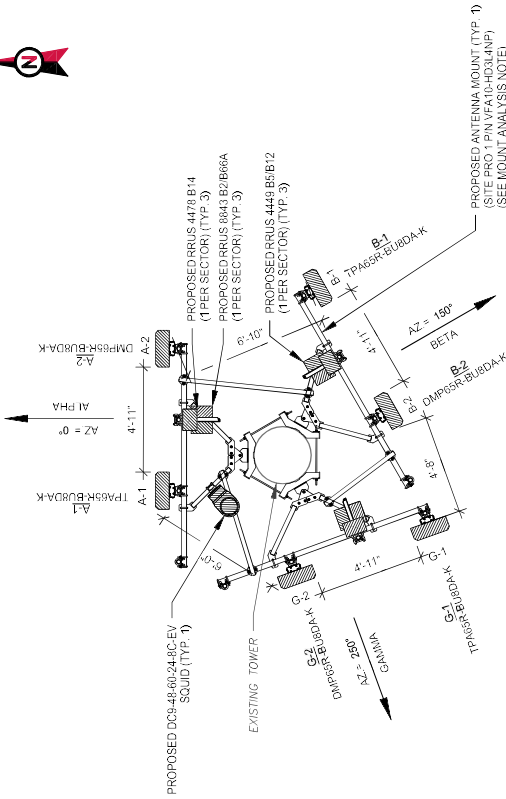 N
PROPOSED RRUS 4478 B14
(1 PER SECTOR) (TYP. 3)
PROPOSED RRUS 8843 B2/B66A
(1 PER SECTOR) (TYP. 3)
PROPOSED RRUS 4449 B5/B12
(1 PER SECTOR) (TYP. 3)
PROPOSED ANTENNA MOUNT (TYP. 1)
(SITE PRO 1 P/N VFA10-HD3L4NP)
(SEE MOUNT ANALYSIS NOTE)
A-2
DMP65R-BU8DA-K
A-2
ALPHA
AZ = 0°
4'-11"
A-1
TPA65R-BU8DA-K
A-1
6'-10"
B-1
TPA65R-BU8DA-K
B-1
AZ = 150°
BETA
4'-11"
B-2
DMP65R-BU8DA-K
B-2
4'-8"
6'-0"
PROPOSED DC9-48-60-24-8C-EV
SQUID (TYP. 1)
EXISTING TOWER
G-2
G-2
DMP65R-BU8DA-K
AZ = 250°
GAMMA
4'-11"
G-1
G-1
TPA65R-BU8DA-K